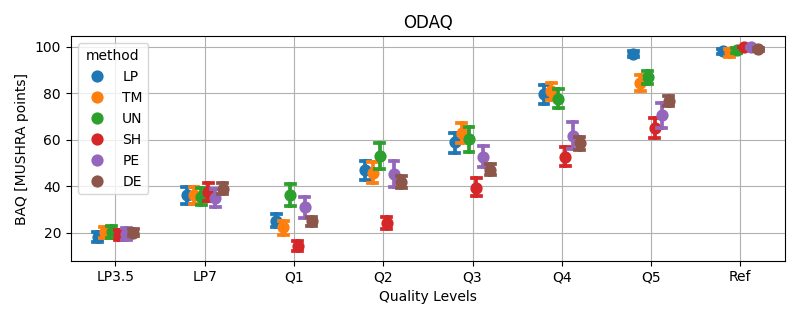 ODAQ
BAQ [MUSHRA points]
100
80
60
40
20
method
LP
TM
UN
SH
PE
DE
LP3.5 LP7 Q1 Q2 Q3 Q4 Q5 Ref
Quality Levels